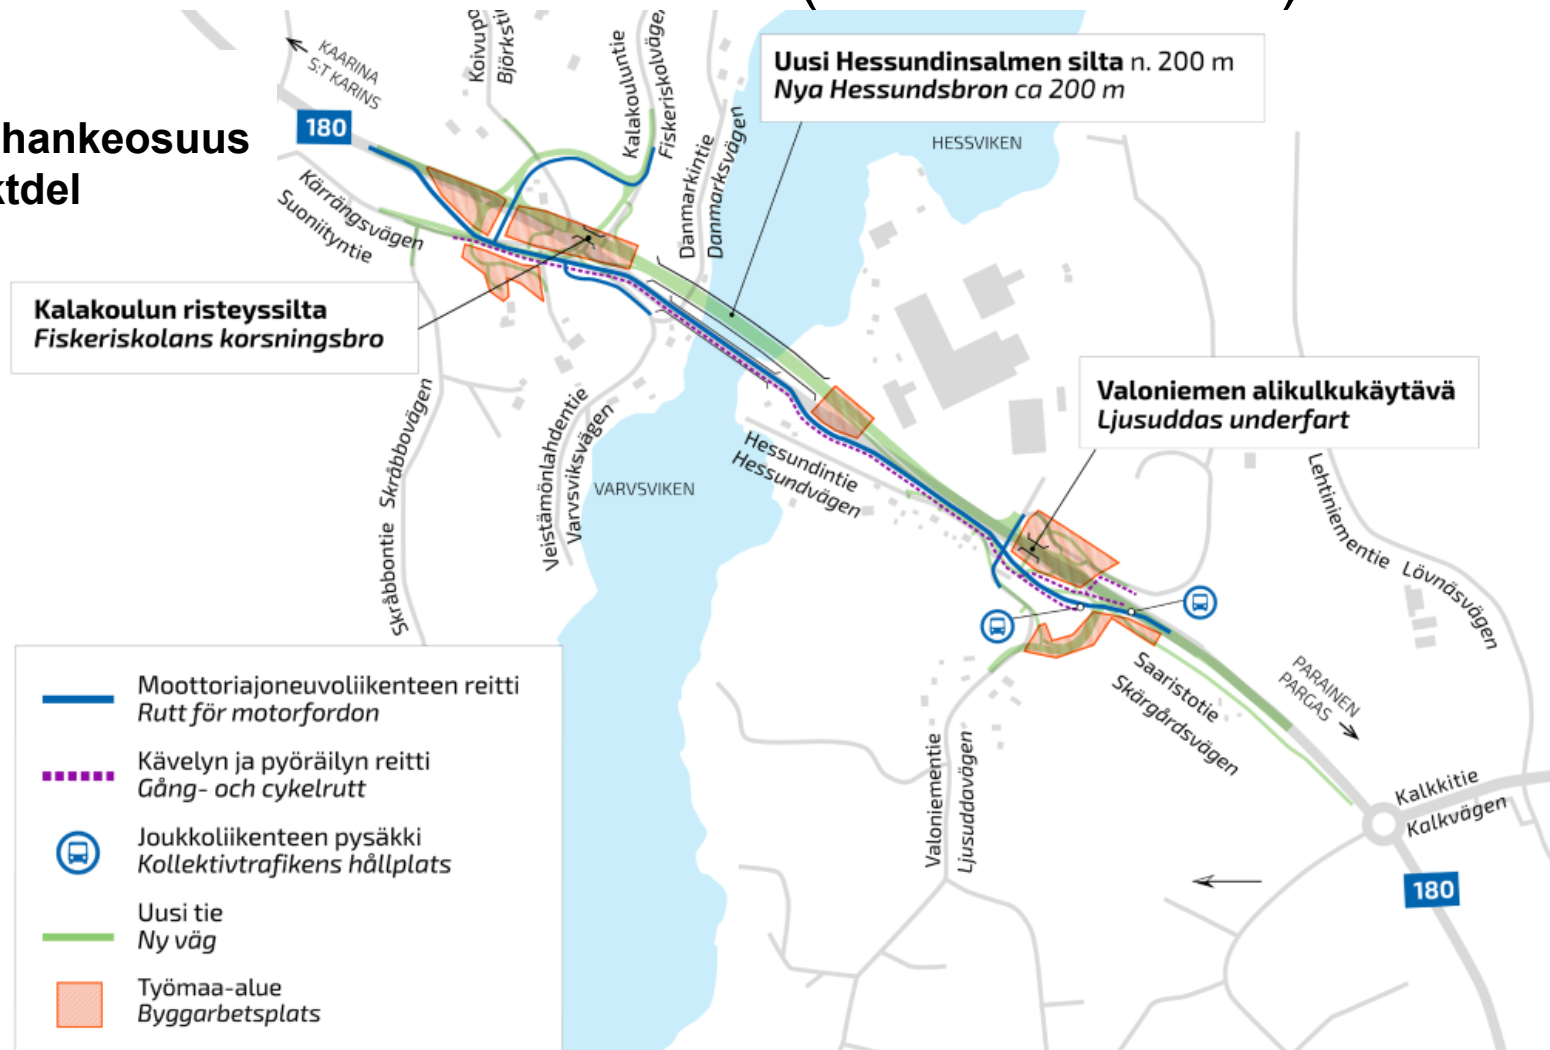 hankeosuus
ktdel
KAARINA
S:T KARINS
180
Koivupo
Björksti
Kalakouluntie
Fiskeriskolvägen
Danmarkintie
Danmarksvägen
Uusi Hessundinsalmen silta n. 200 m
Nya Hessundsbron ca 200 m
HESSVIKEN
Kärrängsvägen
Suoniityntie
Kalakoulun risteyssilta
Fiskeriskolans korsningsbro
Valoniemen alikulkukäytävä
Ljusuddas underfart
Skråbbontie Skråbbovägen
Veistämönlahdentie
Varvsviksvägen
VARVSVIKEN
Hessundintie
Hessundvägen
Lehtiniementie Lövnäsvägen
Saaristotie
Skärgårdsvägen
PARAINEN
PARGAS
Valoniementie
Ljusuddavägen
Kalkkitie
Kalkvägen
180
Moottoriajoneuvoliikenteen reitti
Rutt för motorfordon
Kävelyn ja pyöräilyn reitti
Gång- och cykelrutt
Joukkoliikenteen pysäkki
Kollektivtrafikens hållplats
Uusi tie
Ny väg
Työmaa-alue
Byggarbetsplats